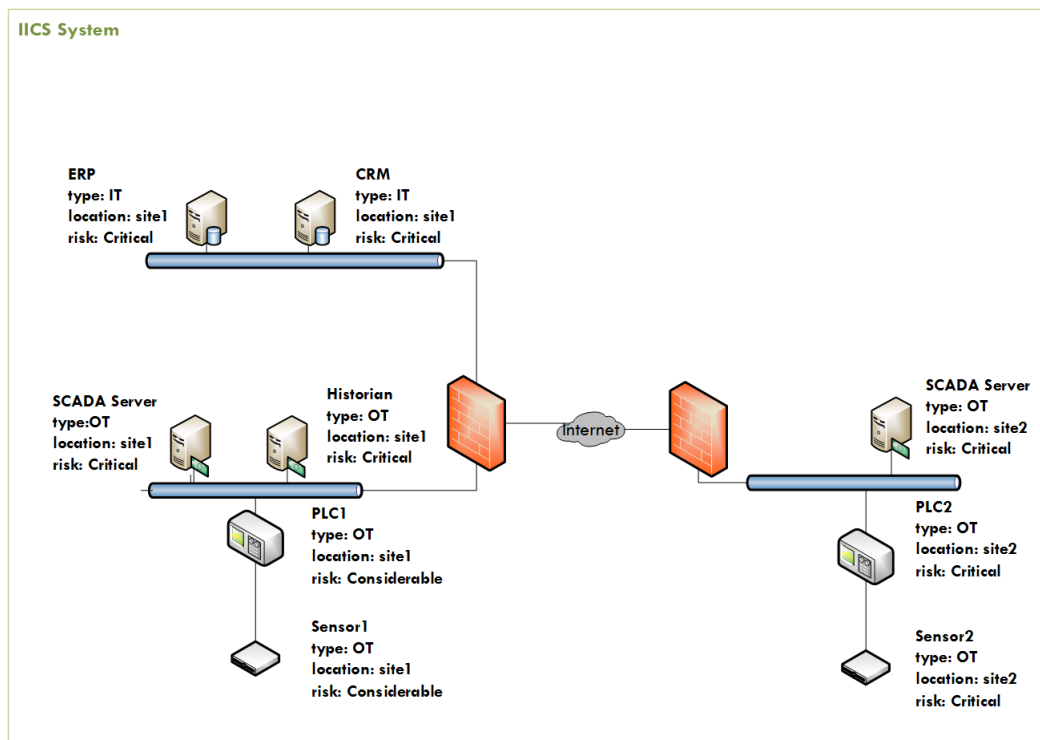 IICS System
ERP
type: IT
location: site1
risk: Critical
CRM
type: IT
location: site1
risk: Critical
SCADA Server
type:OT
location: site1
risk: Critical
Historian
type: OT
location: site1
risk: Critical
Internet
SCADA Server
type: OT
location: site2
risk: Critical
PLC1
type: OT
location: site1
risk: Considerable
PLC2
type: OT
location: site2
risk: Critical
Sensor1
type: OT
location: site1
risk: Considerable
Sensor2
type: OT
location: site2
risk: Critical